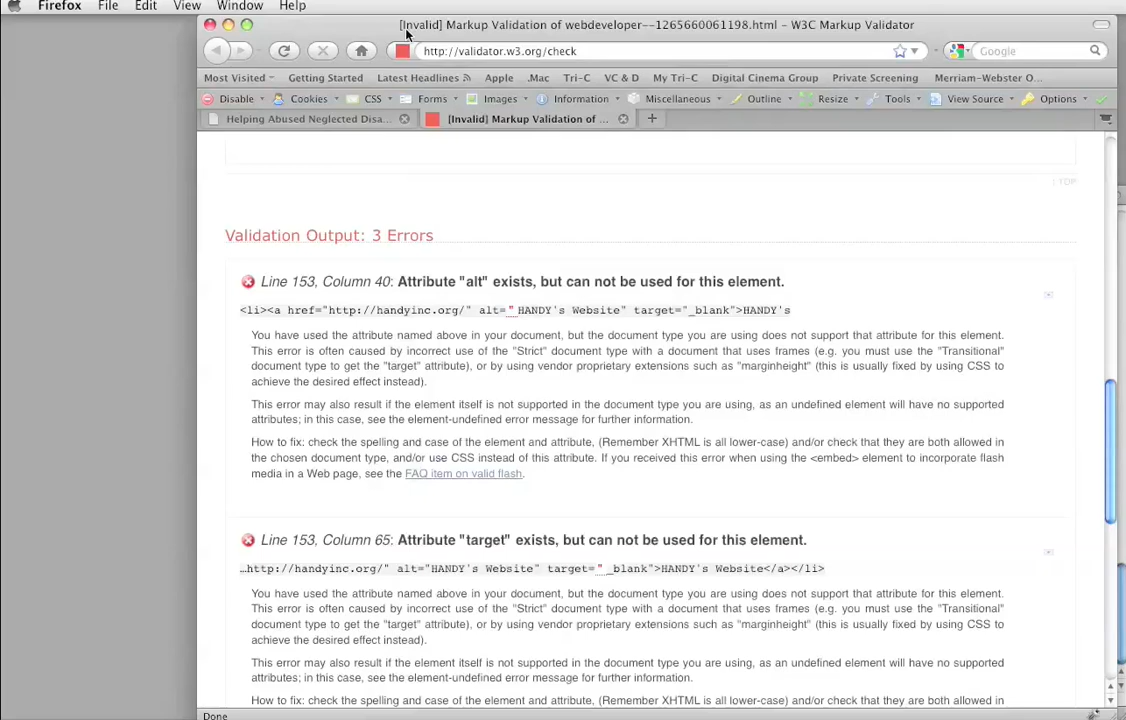 Firefox File Edit View Window Help
[Invalid] Markup Validation of webdeveloper--1265660061198.html - W3C Markup Validator
http://validator.w3.org/check Google
Most Visited Getting Started Latest Headlines Apple .Mac Tri-C VC & D My Tri-C Digital Cinema Group Private Screening Merriam-Webster O...
Disable Cookies CSS Forms Images Information Miscellaneous Outline Resize Tools View Source Options
Helping Abused Neglected Disa... [Invalid] Markup Validation of ...
TOP
Validation Output: 3 Errors
Line 153, Column 40: Attribute "alt" exists, but can not be used for this element.
<li><a href="http://handyinc.org/" alt="HANDY's Website" target="_blank">HANDY's
You have used the attribute named above in your document, but the document type you are using does not support that attribute for this element.
This error is often caused by incorrect use of the "Strict" document type with a document that uses frames (e.g. you must use the "Transitional"
document type to get the "target" attribute), or by using vendor proprietary extensions such as "marginheight" (this is usually fixed by using CSS to
achieve the desired effect instead).
This error may also result if the element itself is not supported in the document type you are using, as an undefined element will have no supported
attributes; in this case, see the element-undefined error message for further information.
How to fix: check the spelling and case of the element and attribute, (Remember XHTML is all lower-case) and/or check that they are both allowed in
the chosen document type, and/or use CSS instead of this attribute. If you received this error when using the <embed> element to incorporate flash
media in a Web page, see the FAQ item on valid flash.
Line 153, Column 65: Attribute "target" exists, but can not be used for this element.
…http://handyinc.org/" alt="HANDY's Website" target="_blank">HANDY's Website</a></li>
You have used the attribute named above in your document, but the document type you are using does not support that attribute for this element.
This error is often caused by incorrect use of the "Strict" document type with a document that uses frames (e.g. you must use the "Transitional"
document type to get the "target" attribute), or by using vendor proprietary extensions such as "marginheight" (this is usually fixed by using CSS to
achieve the desired effect instead).
This error may also result if the element itself is not supported in the document type you are using, as an undefined element will have no supported
attributes; in this case, see the element-undefined error message for further information.
How to fix: check the spelling and case of the element and attribute, (Remember XHTML is all lower-case) and/or check that they are both allowed in
Done